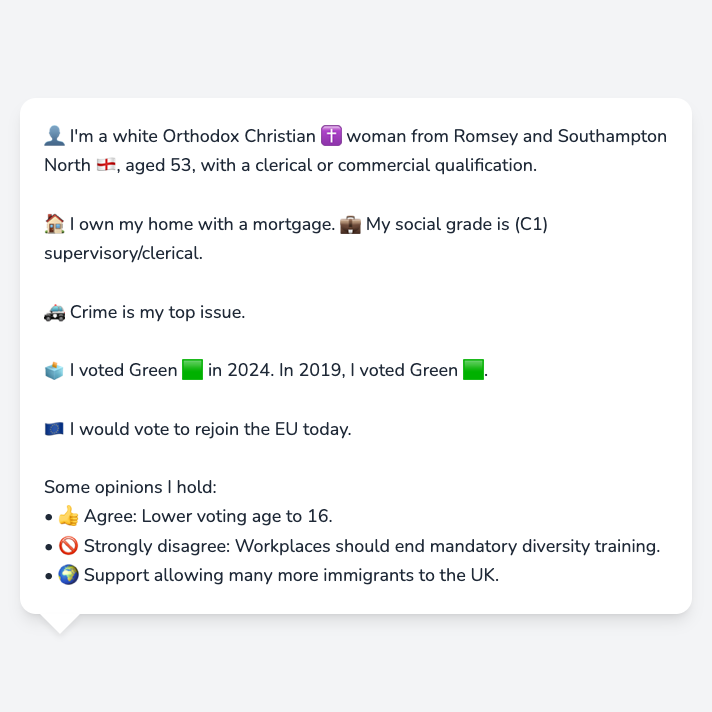 👤 I'm a white Orthodox Christian ✝️ woman from Romsey and Southampton
North 🏴󠁧󠁢󠁥󠁮󠁧󠁿, aged 53, with a clerical or commercial qualification.
🏠 I own my home with a mortgage. 💼 My social grade is (C1)
supervisory/clerical.
🚓 Crime is my top issue.
🗳️ I voted Green 🟩 in 2024. In 2019, I voted Green 🟩.
🇪🇺 I would vote to rejoin the EU today.
Some opinions I hold:
• 👍 Agree: Lower voting age to 16.
• 🚫 Strongly disagree: Workplaces should end mandatory diversity training.
• 🌍 Support allowing many more immigrants to the UK.